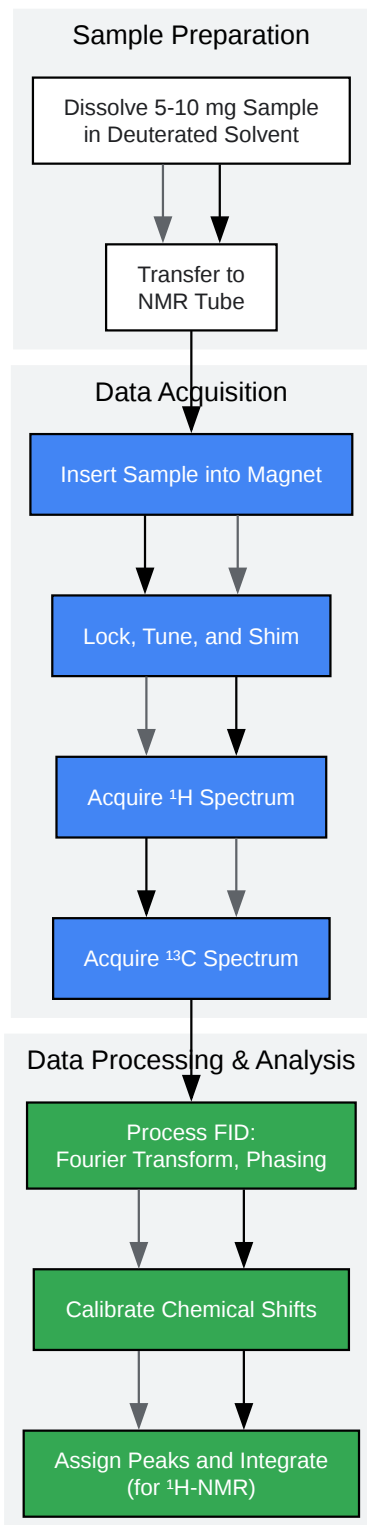 Sample Preparation
Dissolve 5-10 mg Sample
in Deuterated Solvent
Transfer to
NMR Tube
Data Acquisition
Insert Sample into Magnet
Lock, Tune, and Shim
Acquire ¹H Spectrum
Acquire ¹³C Spectrum
Data Processing & Analysis
Process FID:
Fourier Transform, Phasing
Calibrate Chemical Shifts
Assign Peaks and Integrate
(for ¹H-NMR)